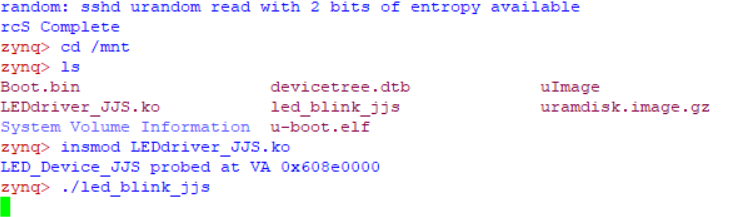 random: sshd urandom read with 2 bits of entropy available
rcS Complete
zynq> cd /mnt
zynq> ls
Boot.bin devicetree.dtb uImage
LEDdriver_JJS.ko led_blink_jjs uramdisk.image.gz
System Volume Information u-boot.elf
zynq> insmod LEDdriver_JJS.ko
LED_Device_JJS probed at VA 0x608e0000
zynq> ./led_blink_jjs